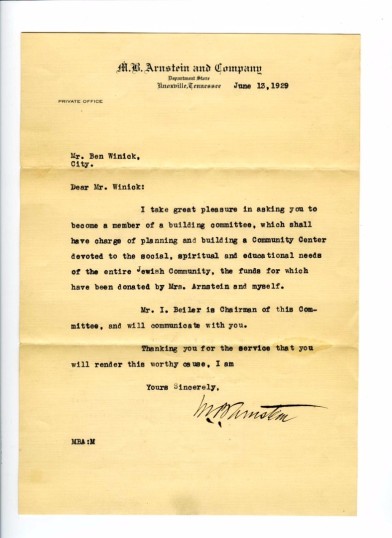 M.B. Arnstein and Company
Department Store
Knoxville, Tennessee June 13, 1929
PRIVATE OFFICE
Mr. Ben Winick,
City.
Dear Mr. Winick:
I take great pleasure in asking you to
become a member of a building committee, which shall
have charge of planning and building a Community Center
devoted to the social, spiritual and educational needs
of the entire Jewish Community, the funds for which
have been donated by Mrs. Arnstein and myself.
Mr. I. Beiler is Chairman of this Com-
mittee, and will communicate with you.
Thanking you for the service that you
will render this worthy cause, I am
Yours Sincerely,
MBArnstein
MBA:M